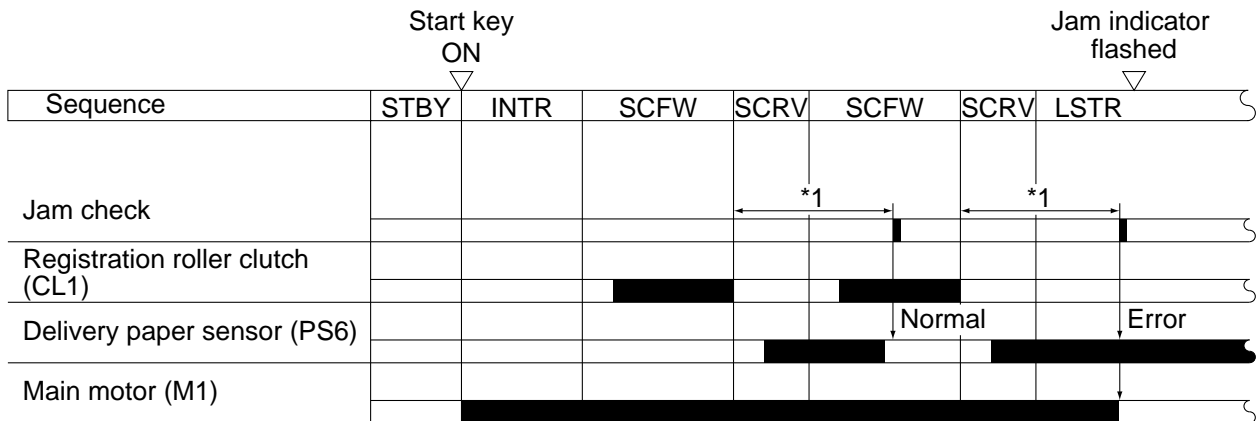 Start key
ON
Jam indicator
flashed
Sequence STBY INTR SCFW SCRV SCFW SCRV LSTR
Jam check *1 *1
Registration roller clutch
(CL1)
Delivery paper sensor (PS6) Normal Error
Main motor (M1)